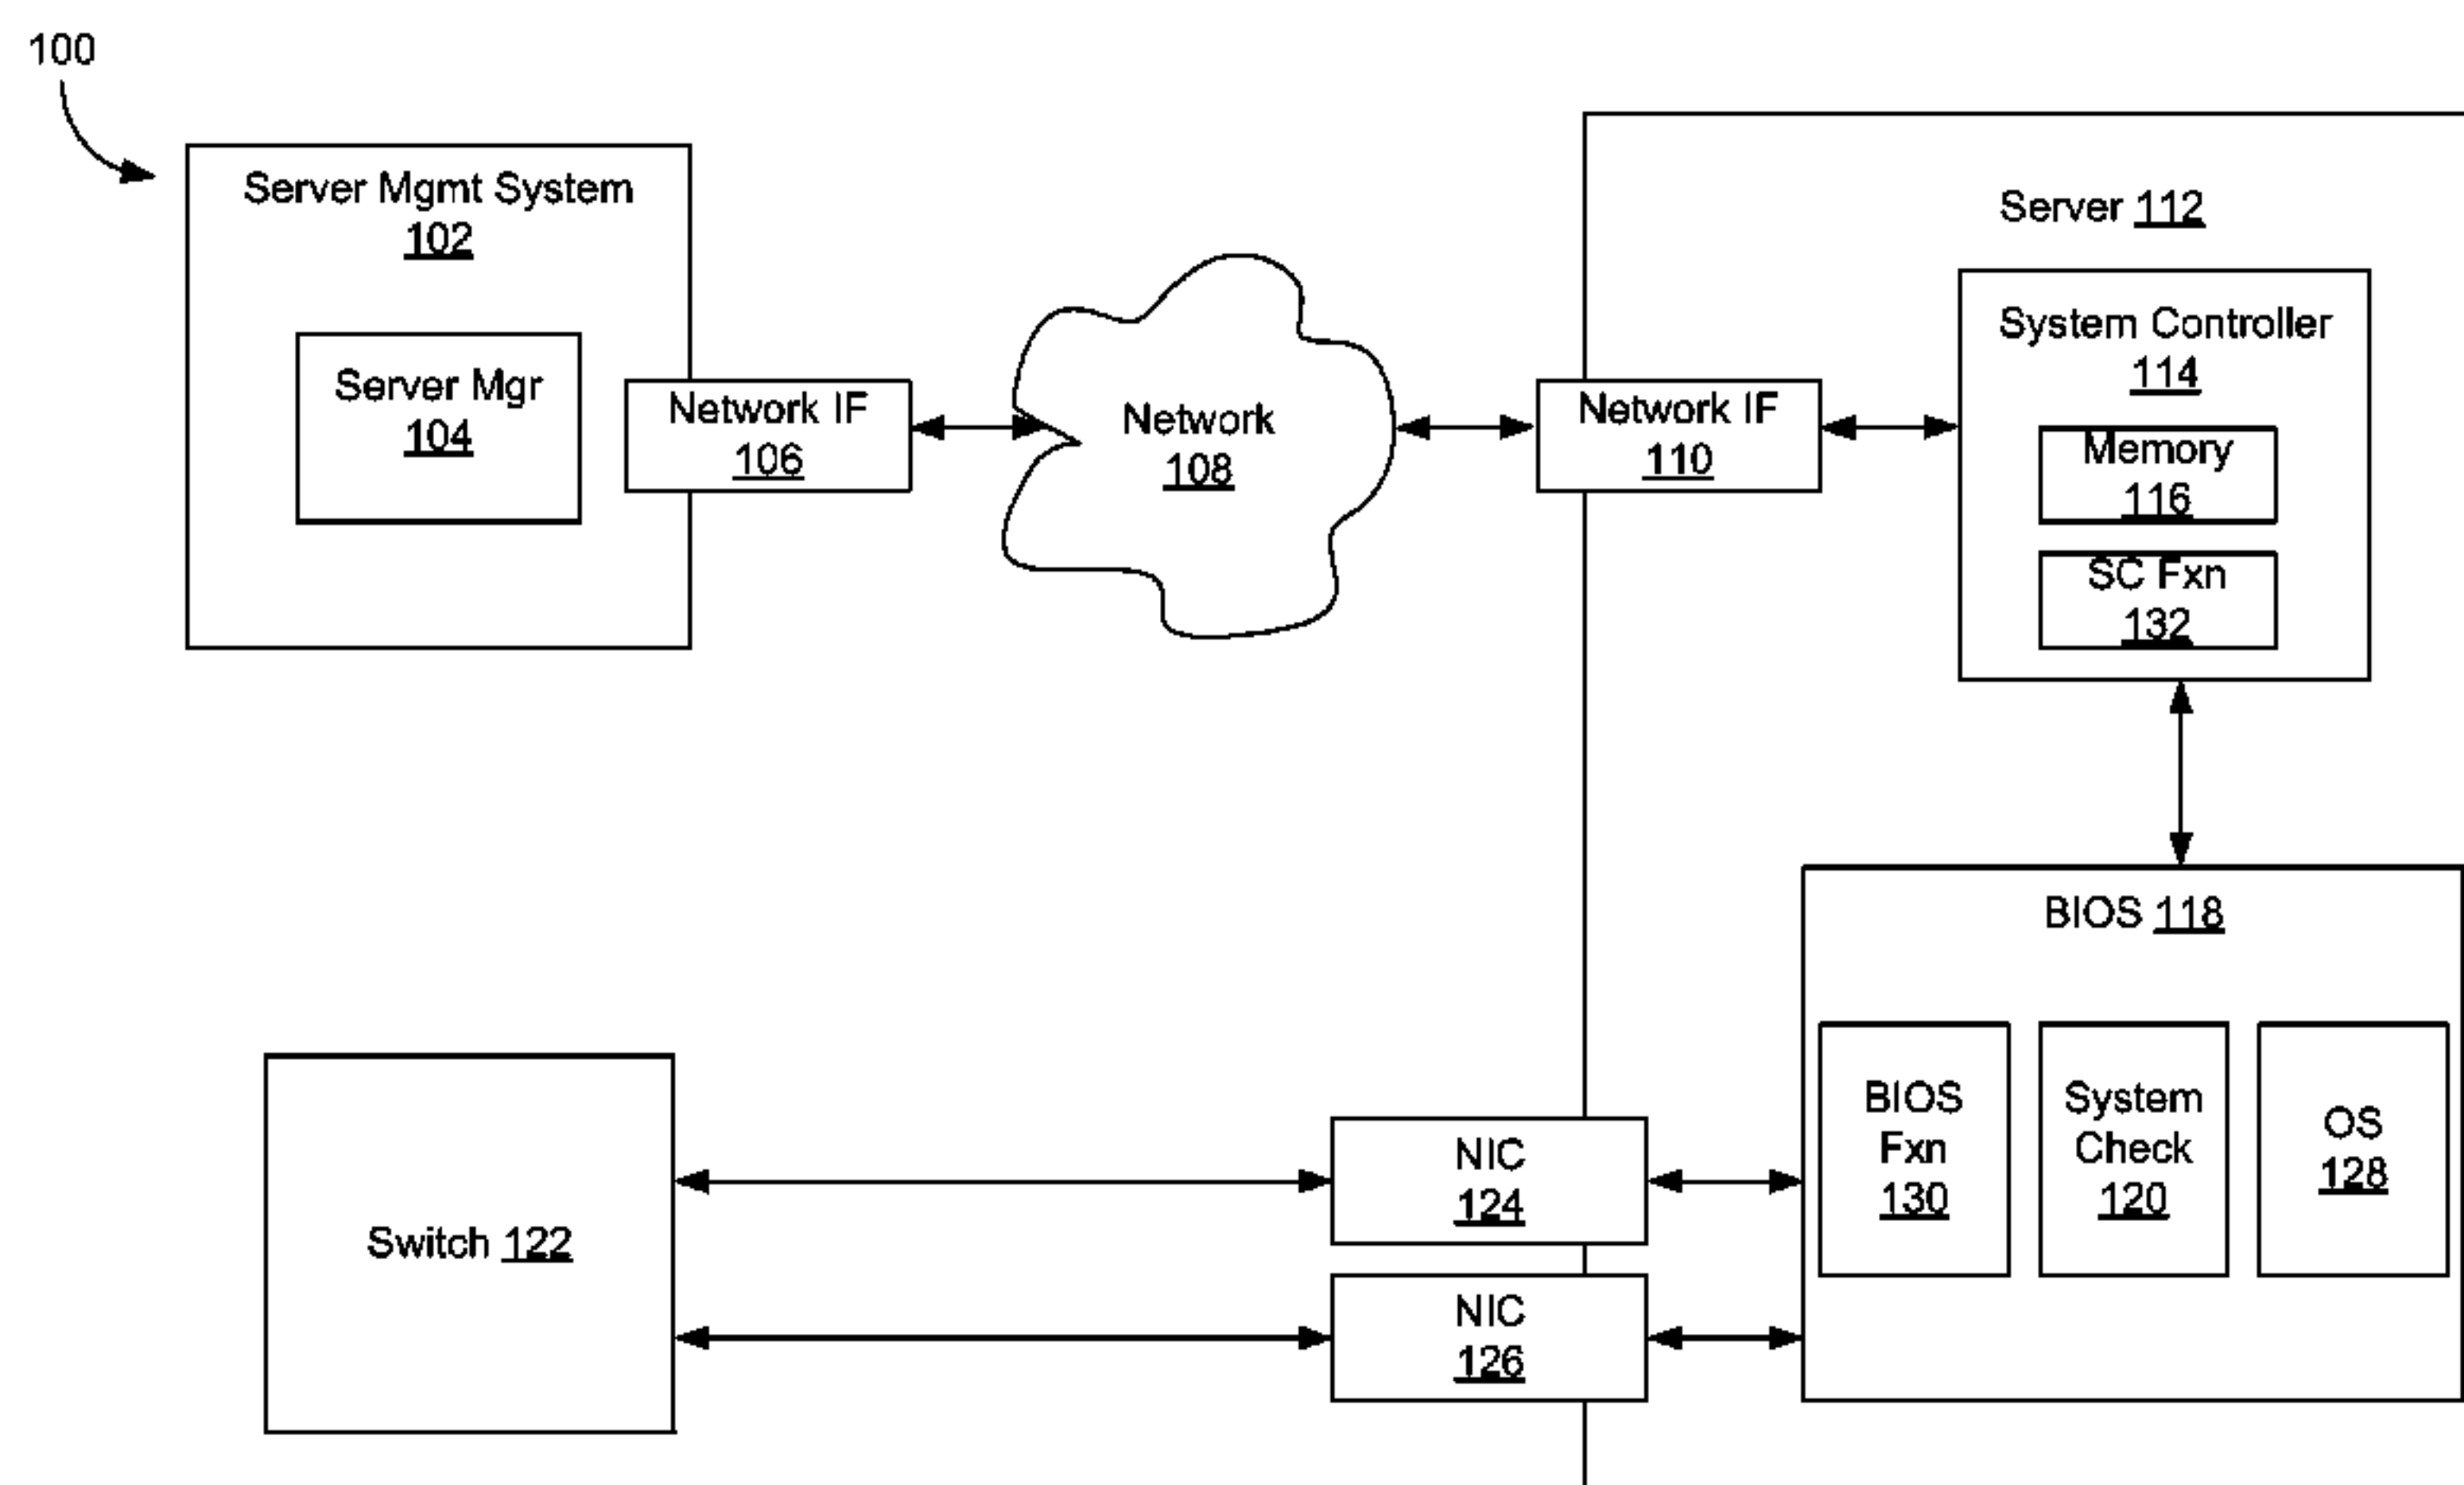 100
Server Mgmt System
102
Server Mgr
104
Network IF
106
Network
108
Network IF
110
Server 112
System Controller
114
Memory
116
SC Fxn
132
BIOS 118
BIOS
Fxn
130
System
Check
120
OS
128
Switch 122
NIC
124
NIC
126